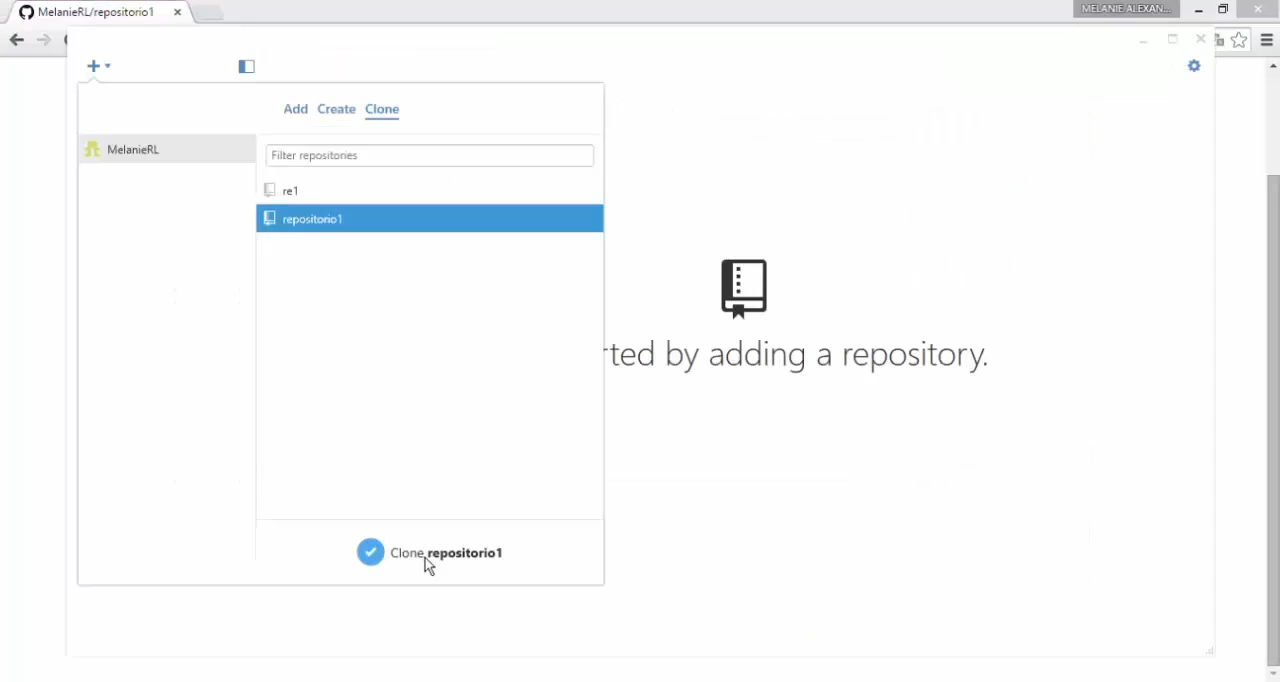 MelanieRL/repositorio1
MELANIE ALEXAN...
Add Create Clone
MelanieRL
Filter repositories
re1
repositorio1
rted by adding a repository.
Clone repositorio1